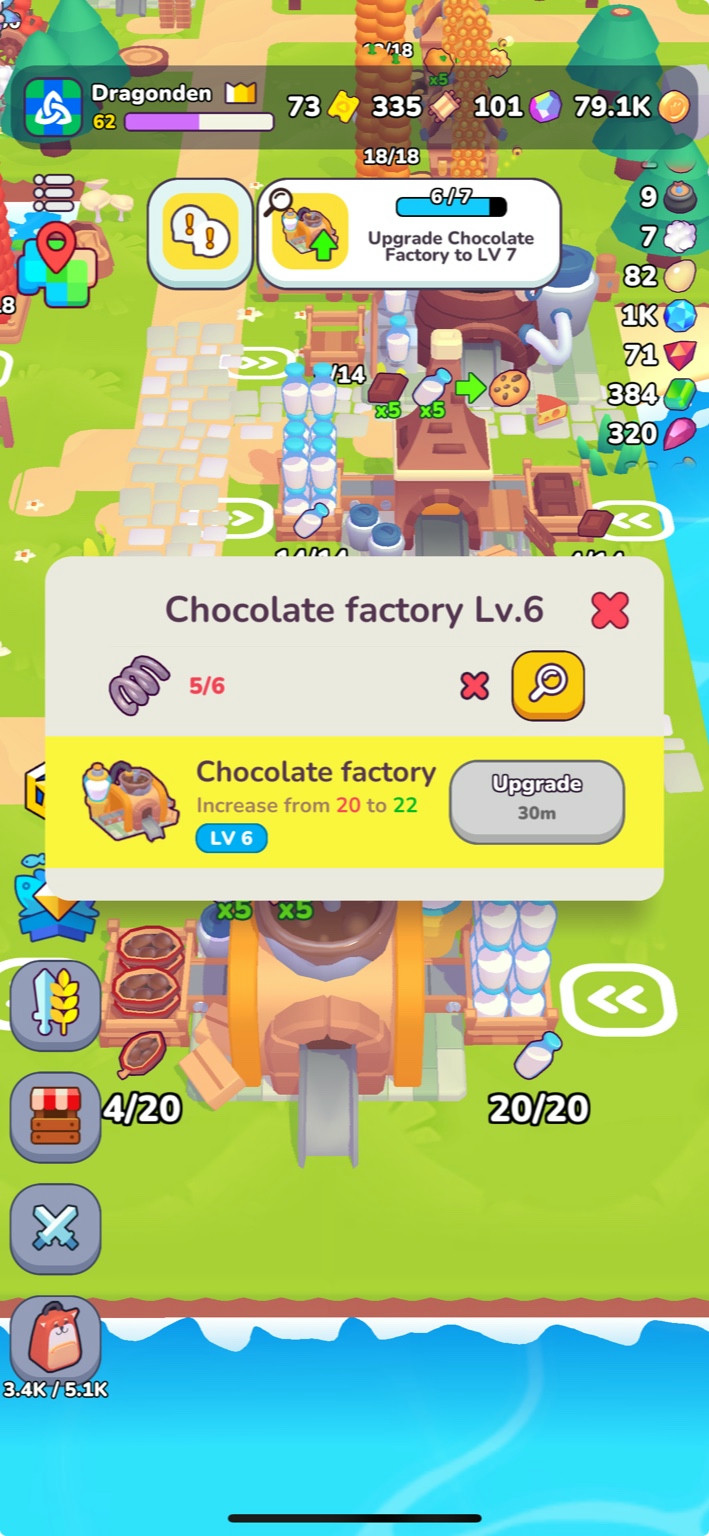 18/18
x5
Dragonden
62
73
335
101
79.1K
18/18
9
6/7
Upgrade Chocolate
Factory to LV 7
7
82
1K
71
/14
x5
x5
384
320
Chocolate factory Lv.6
5/6
Chocolate factory
Increase from 20 to 22
LV 6
Upgrade
30m
x5
x5
4/20
20/20
3.4K / 5.1K